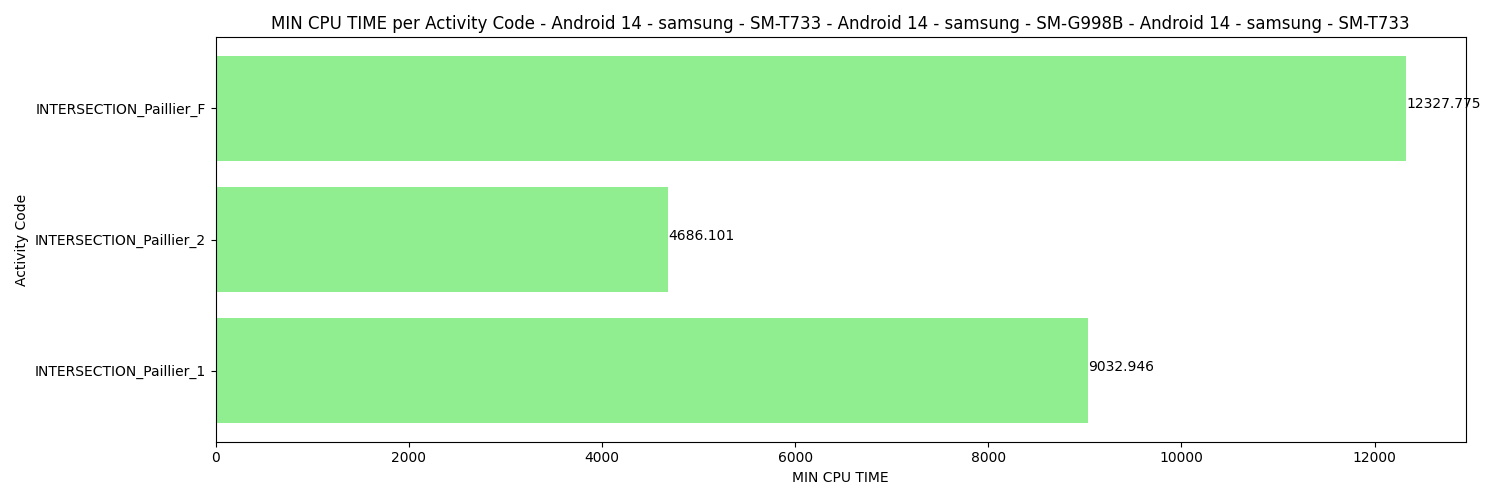 MIN CPU TIME per Activity Code - Android 14 - samsung - SM-T733 - Android 14 - samsung - SM-G998B - Android 14 - samsung - SM-T733
INTERSECTION_Paillier_F
12327.775
INTERSECTION_Paillier_2
4686.101
INTERSECTION_Paillier_1
9032.946
Activity Code
0 2000 4000 6000 8000 10000 12000
MIN CPU TIME